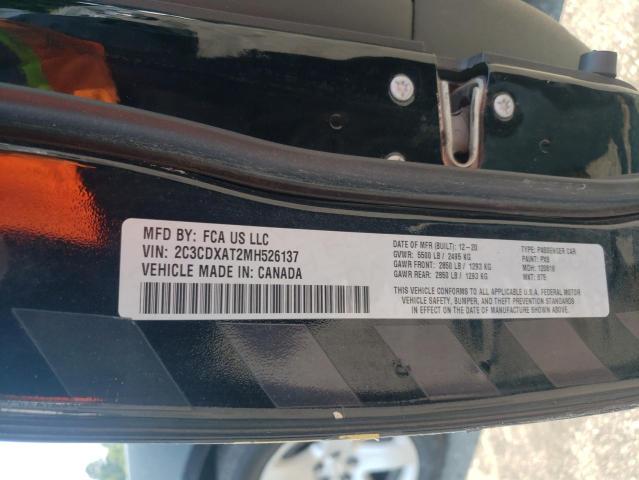 MFD BY: FCA US LLC
VIN: 2C3CDXAT2MH526137
VEHICLE MADE IN: CANADA
DATE OF MFR (BUILT): 12-20
GVWR: 5500 LB / 2495 KG
GAWR FRONT: 2850 LB / 1293 KG
GAWR REAR: 2850 LB / 1293 KG
TYPE: PASSENGER CAR
PAINT: PX8
MDH: 120818
THIS VEHICLE CONFORMS TO ALL APPLICABLE U.S.A. FEDERAL MOTOR
VEHICLE SAFETY, BUMPER, AND THEFT PREVENTION STANDARDS
IN EFFECT ON THE DATE OF MANUFACTURE SHOWN ABOVE.